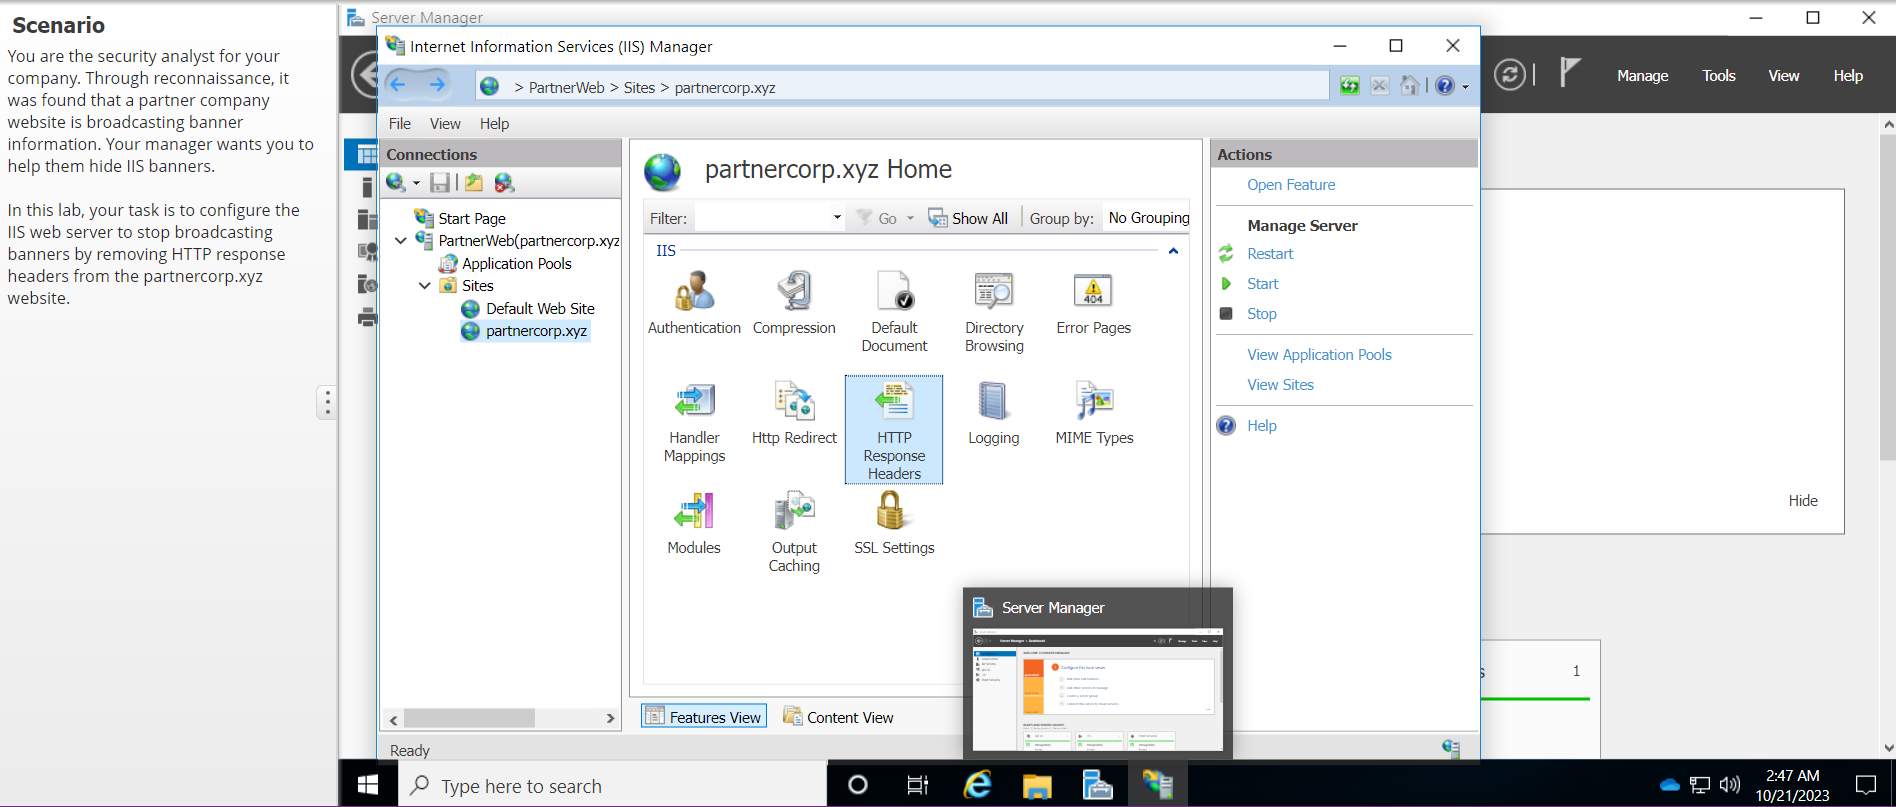 Scenario
You are the security analyst for your
company. Through reconnaissance, it
was found that a partner company
website is broadcasting banner
information. Your manager wants you to
help them hide IIS banners.
In this lab, your task is to configure the
IIS web server to stop broadcasting
banners by removing HTTP response
headers from the partnercorp.xyz
website.
Server Manager
Manage Tools View Help
Internet Information Services (IIS) Manager
> PartnerWeb > Sites > partnercorp.xyz
File View Help
Connections
Start Page
PartnerWeb(partnercorp.xyz
Application Pools
Sites
Default Web Site
partnercorp.xyz
partnercorp.xyz Home
Filter: Go Show All Group by: No Grouping
IIS
Authentication
Compression
Default
Document
Directory
Browsing
Error Pages
404
Handler
Mappings
Http Redirect
HTTP
Response
Headers
Logging
MIME Types
Modules
Output
Caching
SSL Settings
Features View Content View
Ready
Actions
Open Feature
Manage Server
Restart
Start
Stop
View Application Pools
View Sites
Help
Hide
1
Server Manager
Type here to search
2:47 AM
10/21/2023